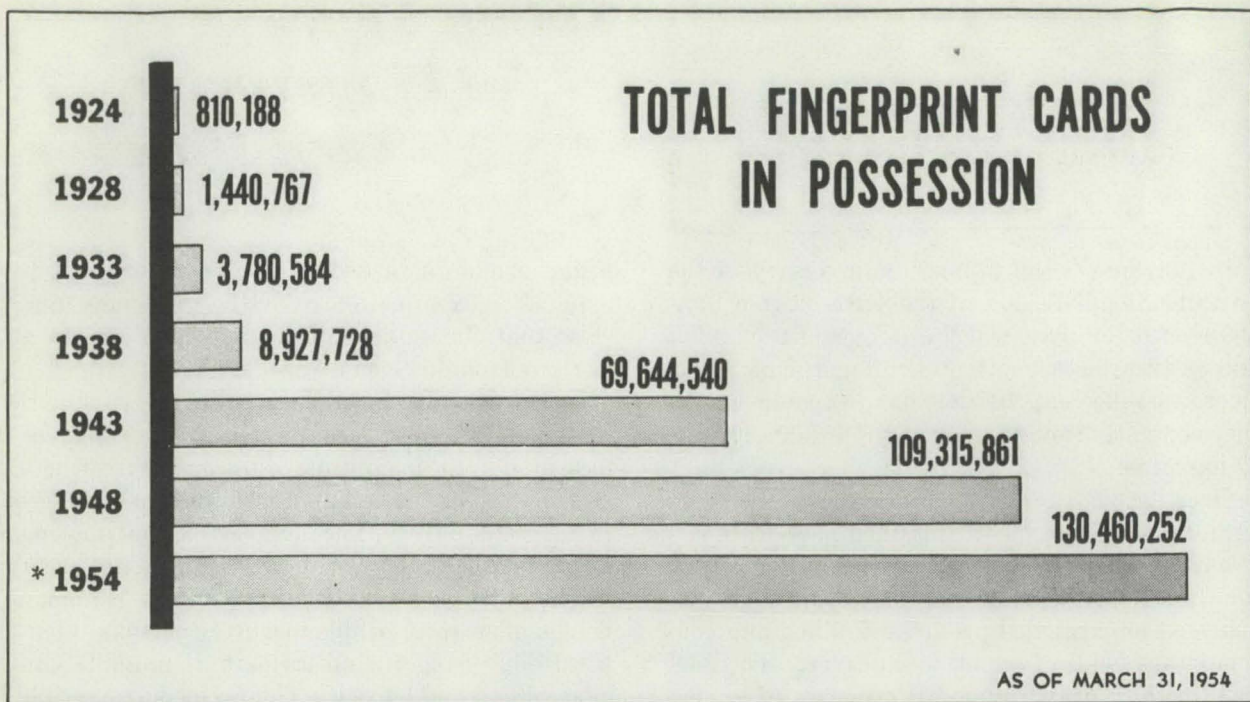 TOTAL FINGERPRINT CARDS
IN POSSESSION
1924 810,188
1928 1,440,767
1933 3,780,584
1938 8,927,728
1943 69,644,540
1948 109,315,861
* 1954 130,460,252
AS OF MARCH 31, 1954